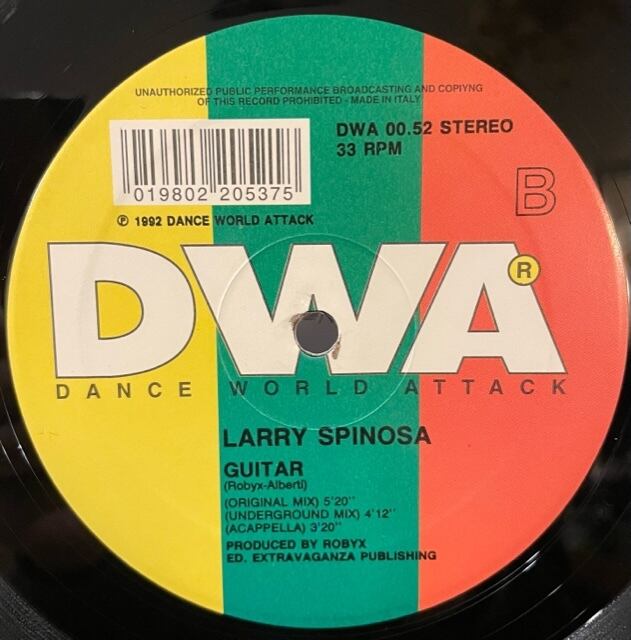 UNAUTHORIZED PUBLIC PERFORMANCE BROADCASTING AND COPIYNG
OF THIS RECORD PROHIBITED - MADE IN ITALY
DWA 00.52 STEREO
33 RPM
019802 205375
B
℗ 1992 DANCE WORLD ATTACK
DWA ®
DANCE WORLD ATTACK
LARRY SPINOSA
GUITAR
(Robyx-Alberti)
(ORIGINAL MIX) 5'20"
(UNDERGROUND MIX) 4'12"
(ACAPPELLA) 3'20"
PRODUCED BY ROBYX
ED. EXTRAVAGANZA PUBLISHING